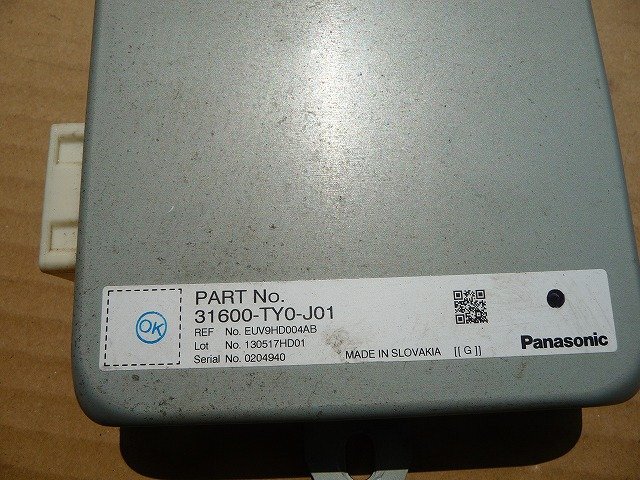 PART No.
31600-TY0-J01
REF No. EUV9HD004AB
Lot No. 130517HD01
Serial No. 0204940
OK
MADE IN SLOVAKIA [[ G ]]
Panasonic